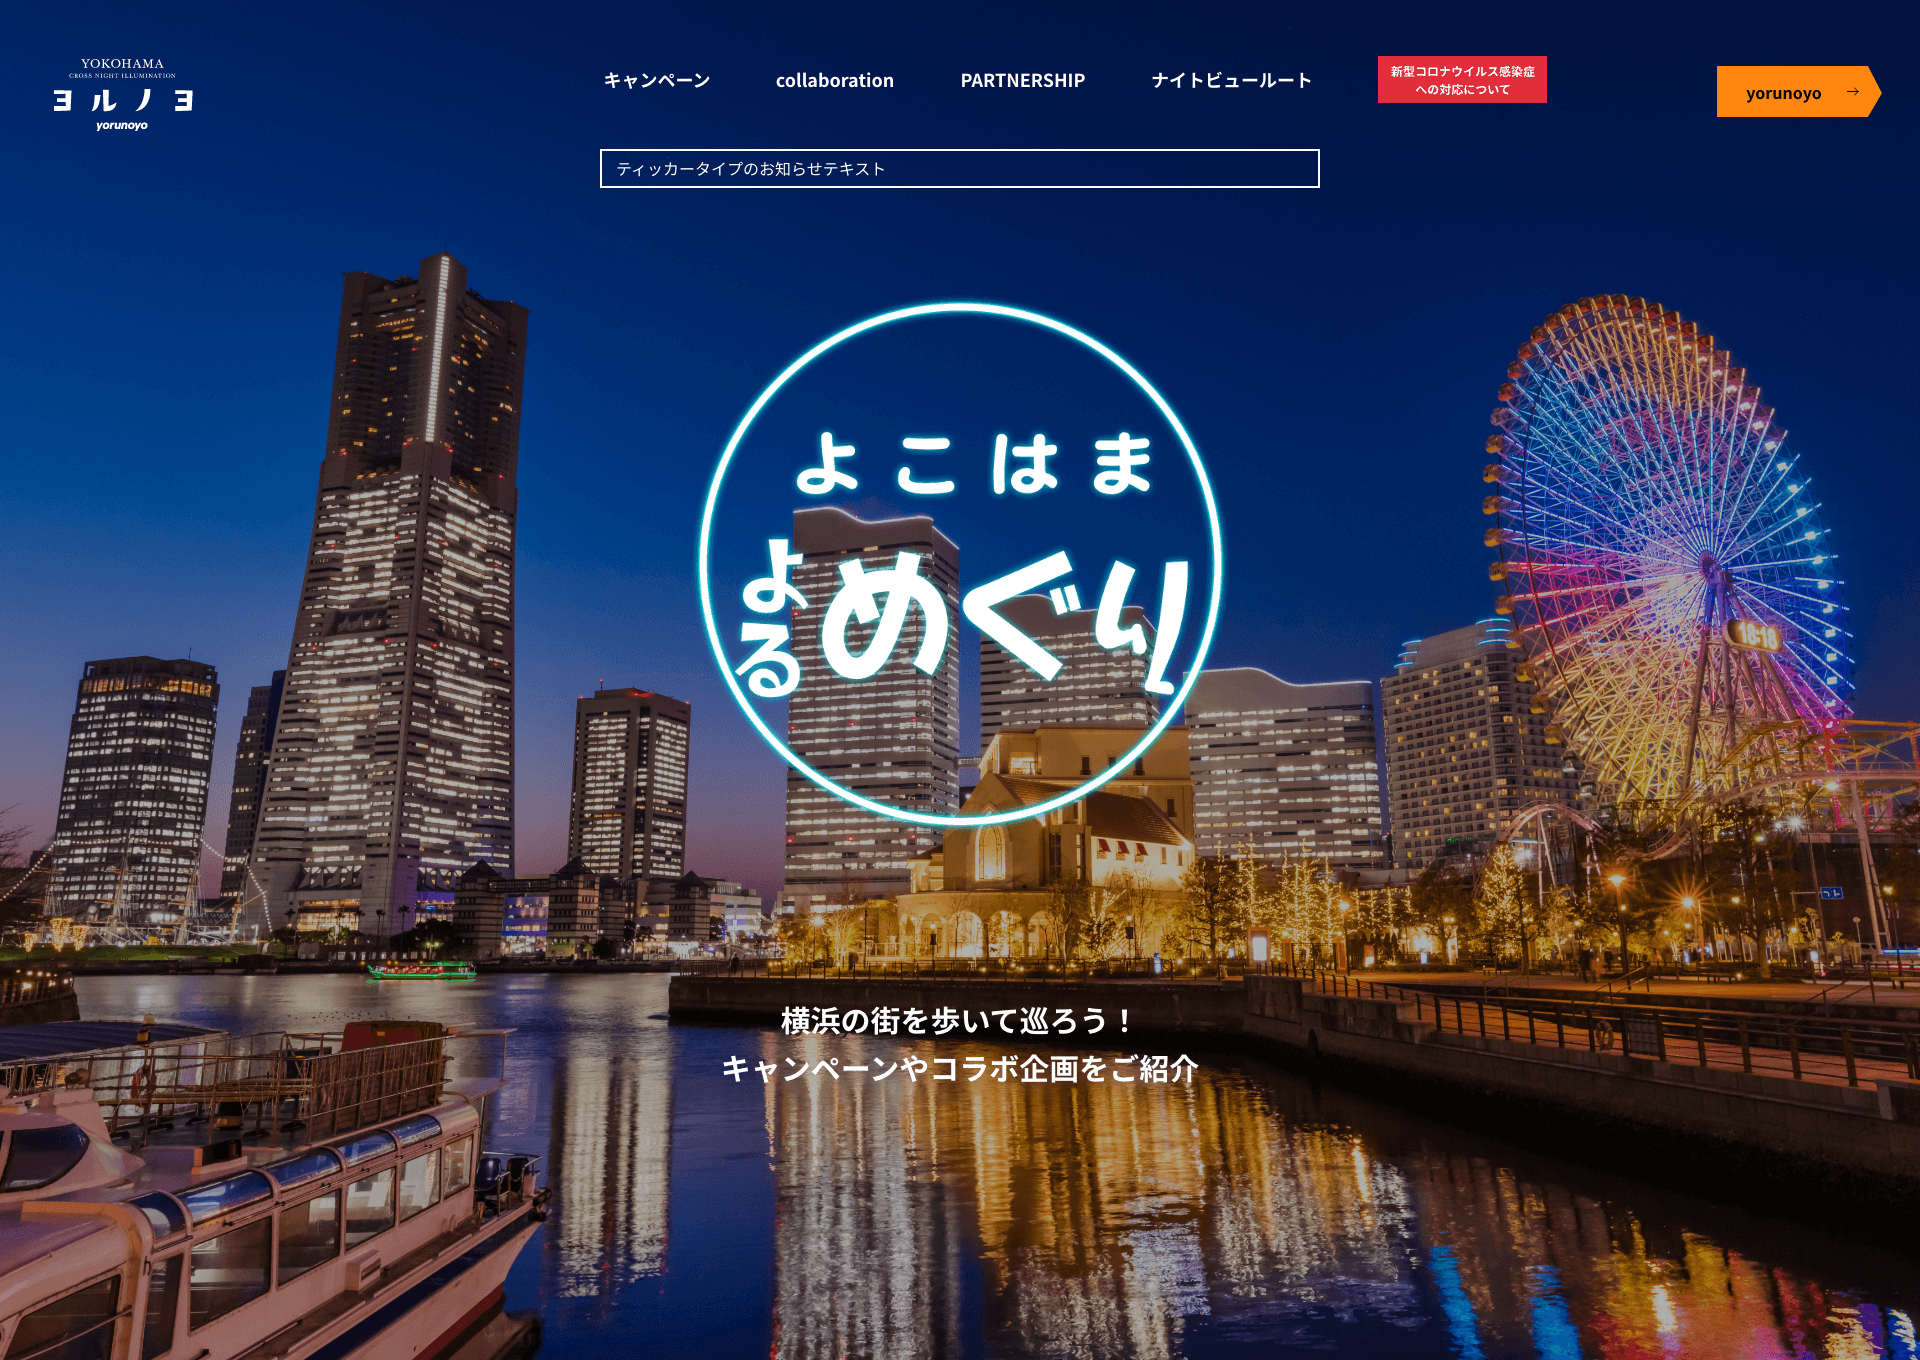 YOKOHAMA
CROSS NIGHT ILLUMINATION
ヨルノヨ
yorunoyo
キャンペーン
collaboration
PARTNERSHIP
ナイトビュールート
新型コロナウイルス感染症
への対応について
yorunoyo →
ティッカータイプのお知らせテキスト
よこはま
よる
めぐり
18:18
横浜の街を歩いて巡ろう！
キャンペーンやコラボ企画をご紹介